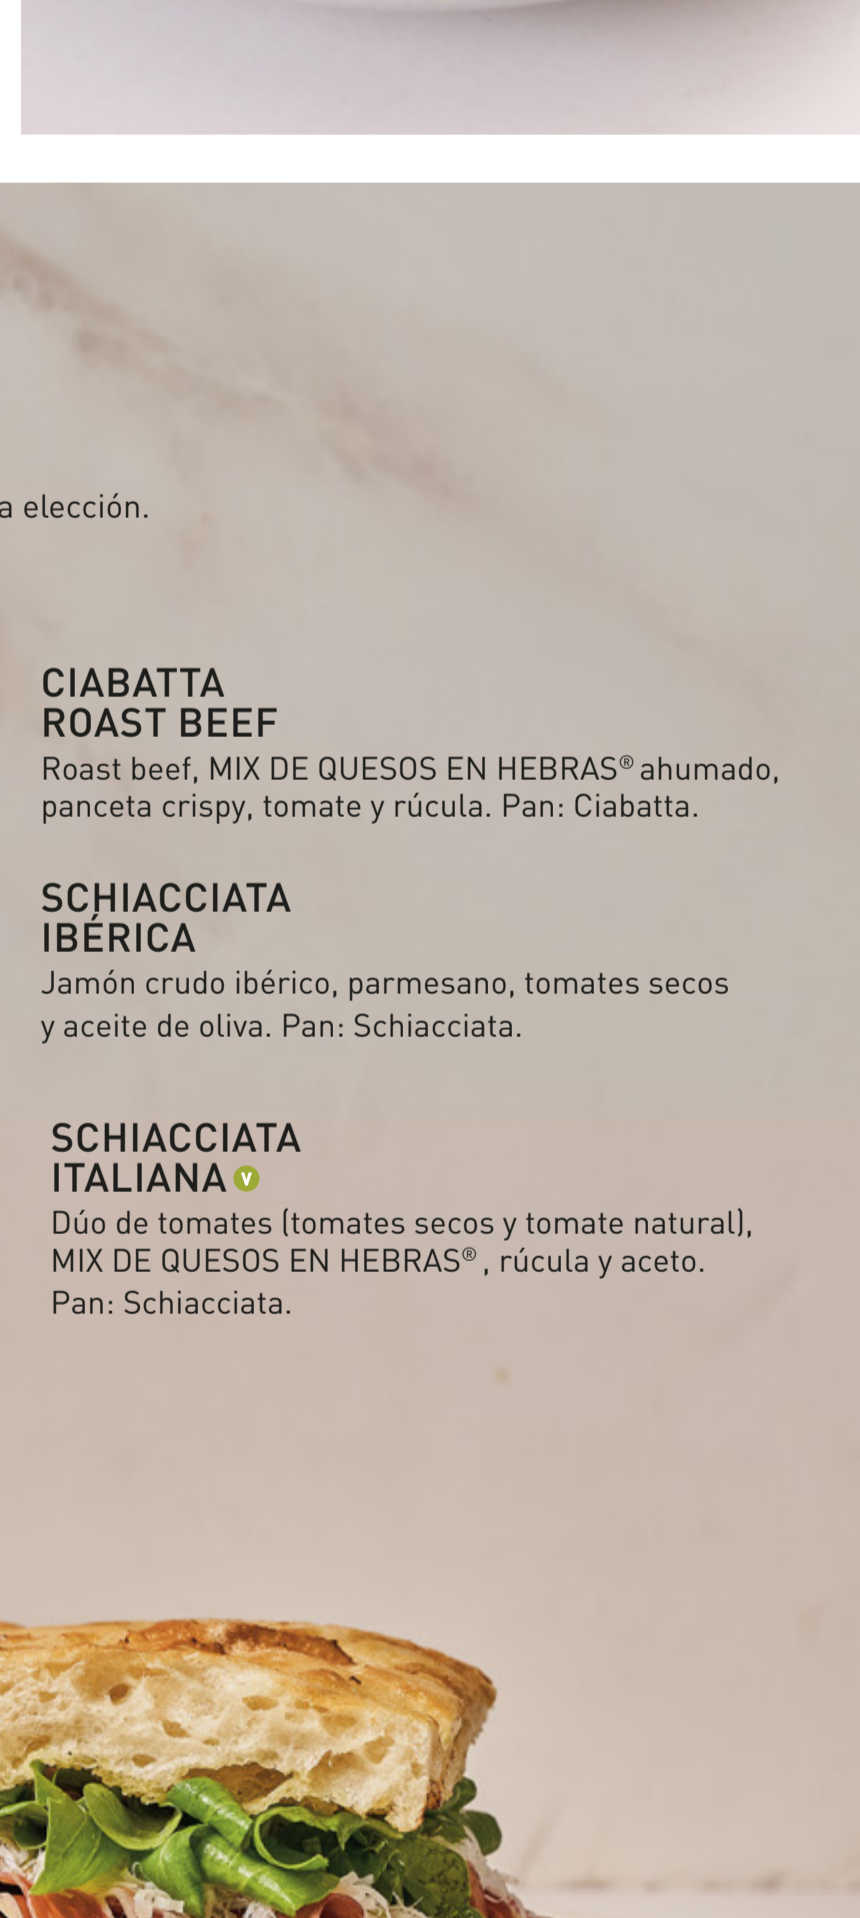 a elección.
CIABATTA
ROAST BEEF
Roast beef, MIX DE QUESOS EN HEBRAS® ahumado,
panceta crispy, tomate y rúcula. Pan: Ciabatta.
SCHIACCIATA
IBÉRICA
Jamón crudo ibérico, parmesano, tomates secos
y aceite de oliva. Pan: Schiacciata.
SCHIACCIATA
ITALIANA V
Dúo de tomates (tomates secos y tomate natural),
MIX DE QUESOS EN HEBRAS® , rúcula y aceto.
Pan: Schiacciata.